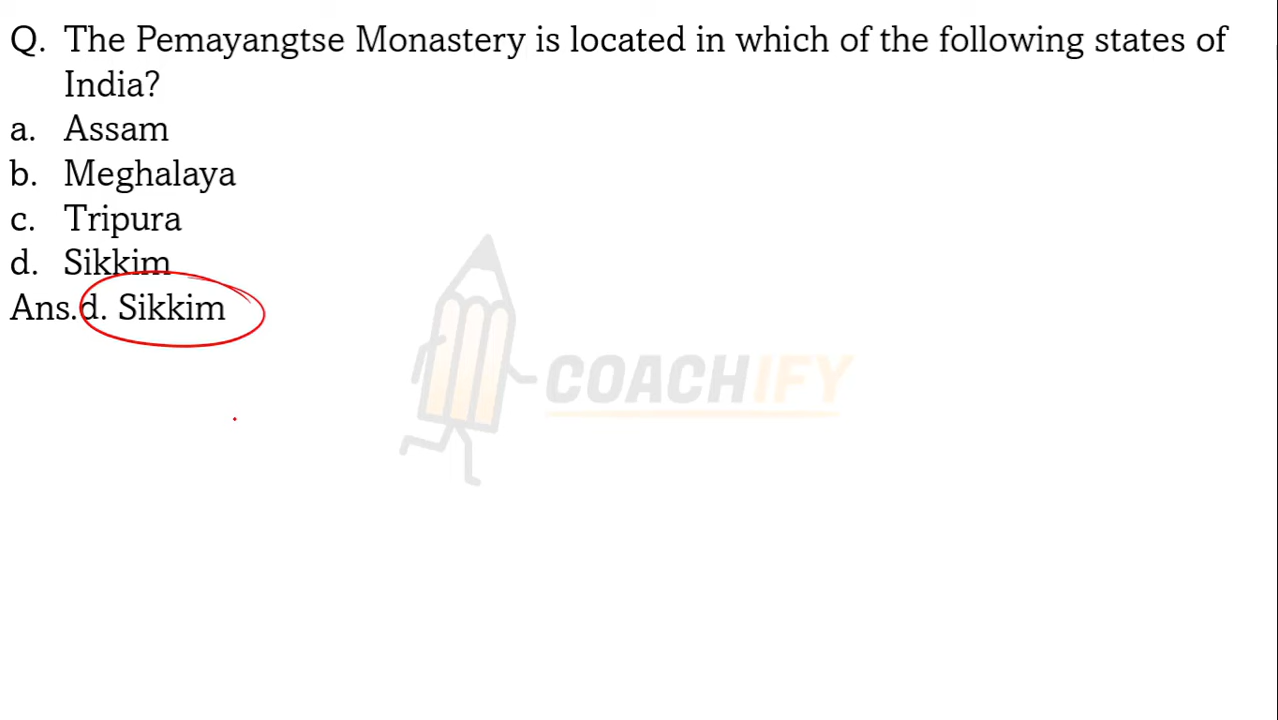 Q. The Pemayangtse Monastery is located in which of the following states of
India?
a. Assam
b. Meghalaya
c. Tripura
d. Sikkim
Ans.d. Sikkim
COACHIFY